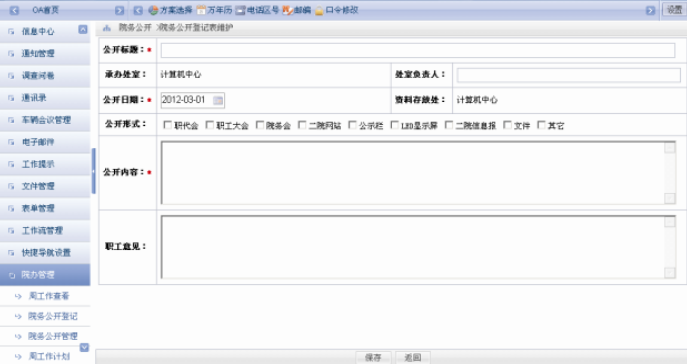 OA首页 方案选择 万年历 电话区号 邮编 口令修改 设置
信息中心
通知管理
调查问卷
通讯录
车辆会议管理
电子邮件
工作提示
文件管理
表单管理
工作流管理
快捷导航设置
院办管理
周工作查看
院务公开登记
院务公开管理
周工作计划
院务公开 >院务公开登记表维护
公开标题：*
承办处室： 计算机中心 处室负责人：
公开日期：* 2012-03-01 资料存放处： 计算机中心
公开形式： 职代会 职工大会 院务会 二院网站 公示栏 LED显示屏 二院信息报 文件 其它
公开内容：*
职工意见：
保存 返回